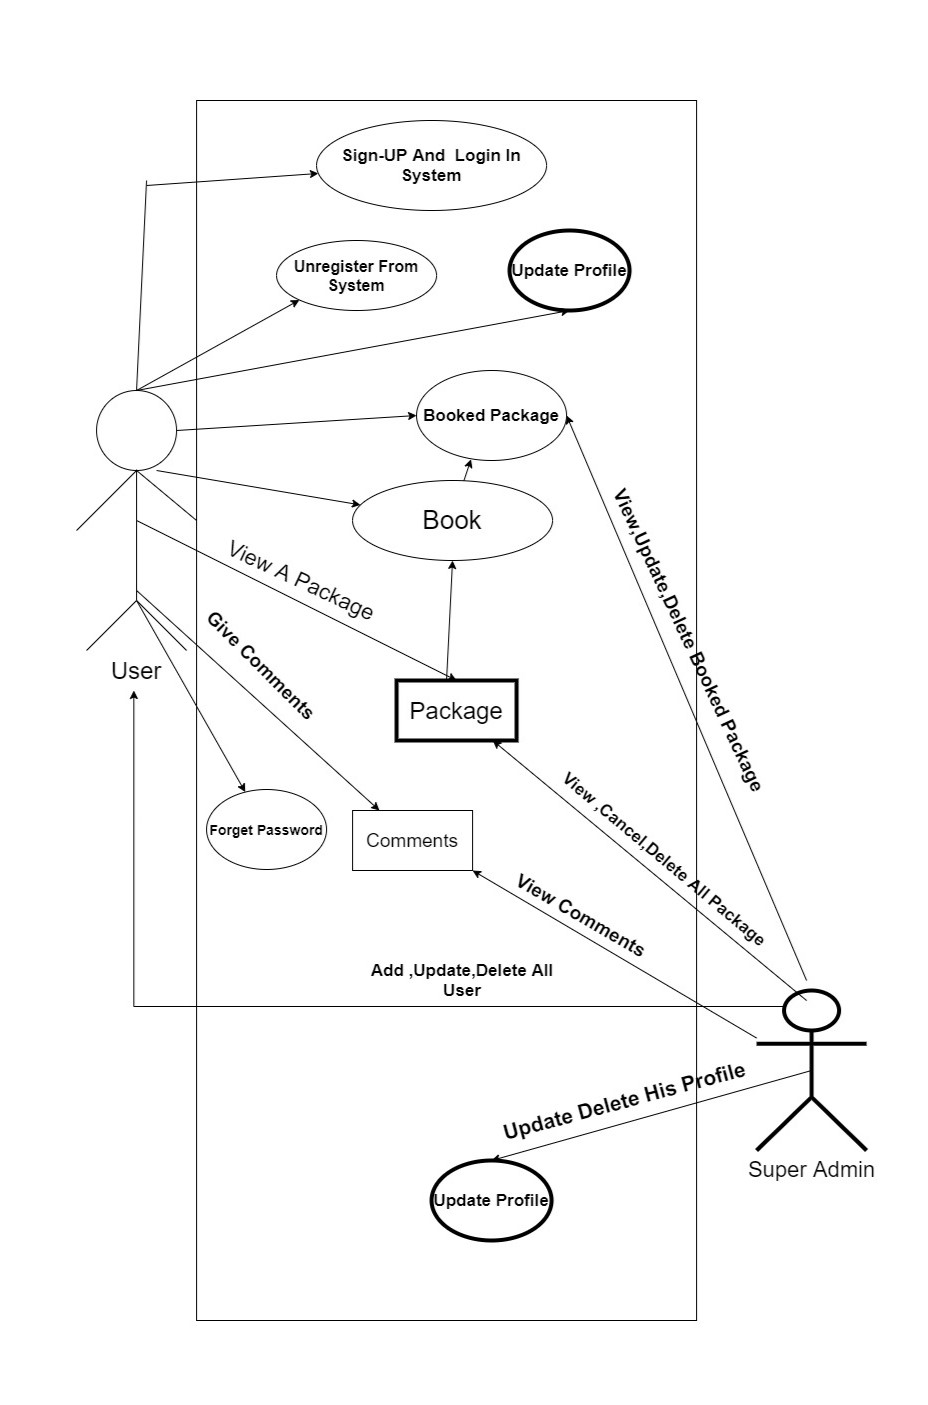 Sign-UP And  Login In
System
Unregister From
System
Update Profile
Booked Package
Book
View,Update,Delete Booked Package
View A Package
Give Comments
User
Package
View ,Cancel,Delete All Package
Forget Password
Comments
View Comments
Add ,Update,Delete All
User
Update Delete His Profile
Super Admin
Update Profile